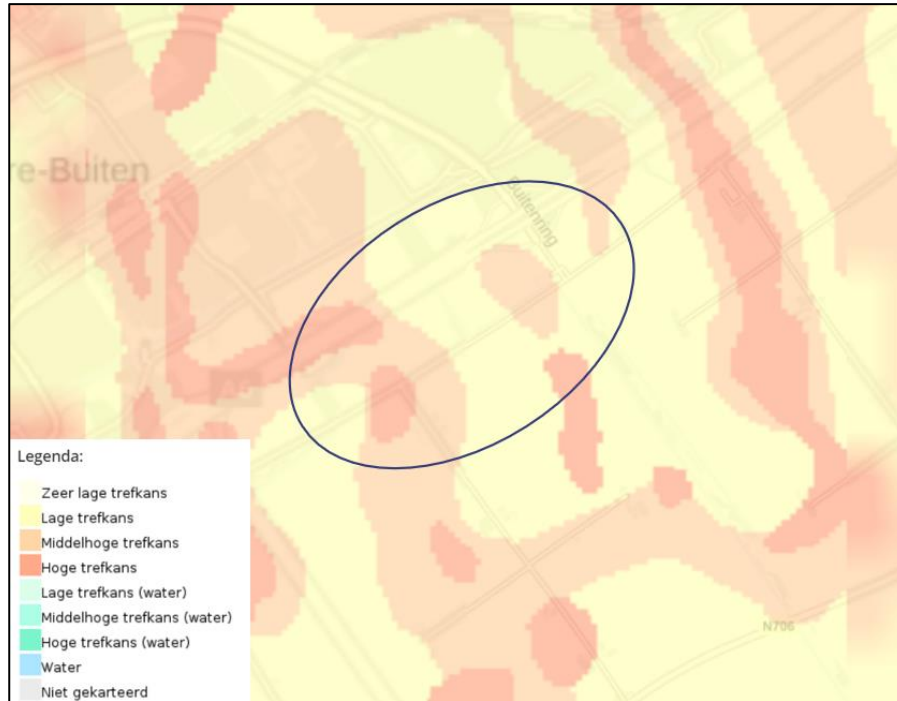 re-Buiten
Buitenring
A6
N706
Legenda:
Zeer lage trefkans
Lage trefkans
Middelhoge trefkans
Hoge trefkans
Lage trefkans (water)
Middelhoge trefkans (water)
Hoge trefkans (water)
Water
Niet gekarteerd